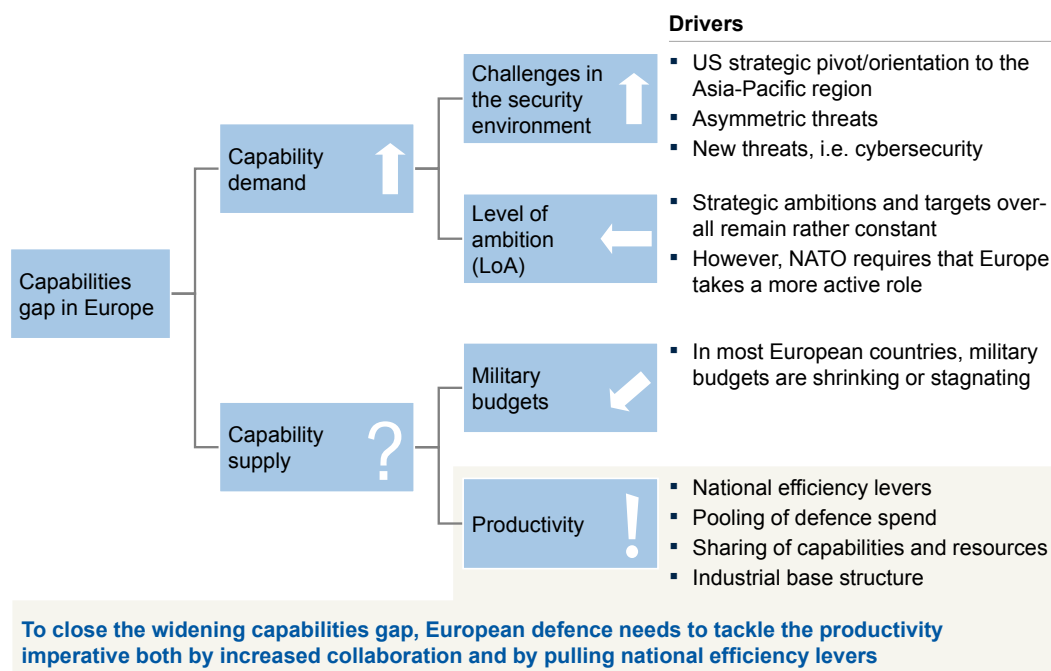 Drivers
Challenges in
the security
environment
▪ US strategic pivot/orientation to the
Asia-Pacific region
▪ Asymmetric threats
▪ New threats, i.e. cybersecurity
Capability
demand
Level of
ambition
(LoA)
▪ Strategic ambitions and targets over-
all remain rather constant
▪ However, NATO requires that Europe
takes a more active role
Capabilities
gap in Europe
Military
budgets
▪ In most European countries, military
budgets are shrinking or stagnating
Capability
supply
?
Productivity
!
▪ National efficiency levers
▪ Pooling of defence spend
▪ Sharing of capabilities and resources
▪ Industrial base structure
To close the widening capabilities gap, European defence needs to tackle the productivity
imperative both by increased collaboration and by pulling national efficiency levers